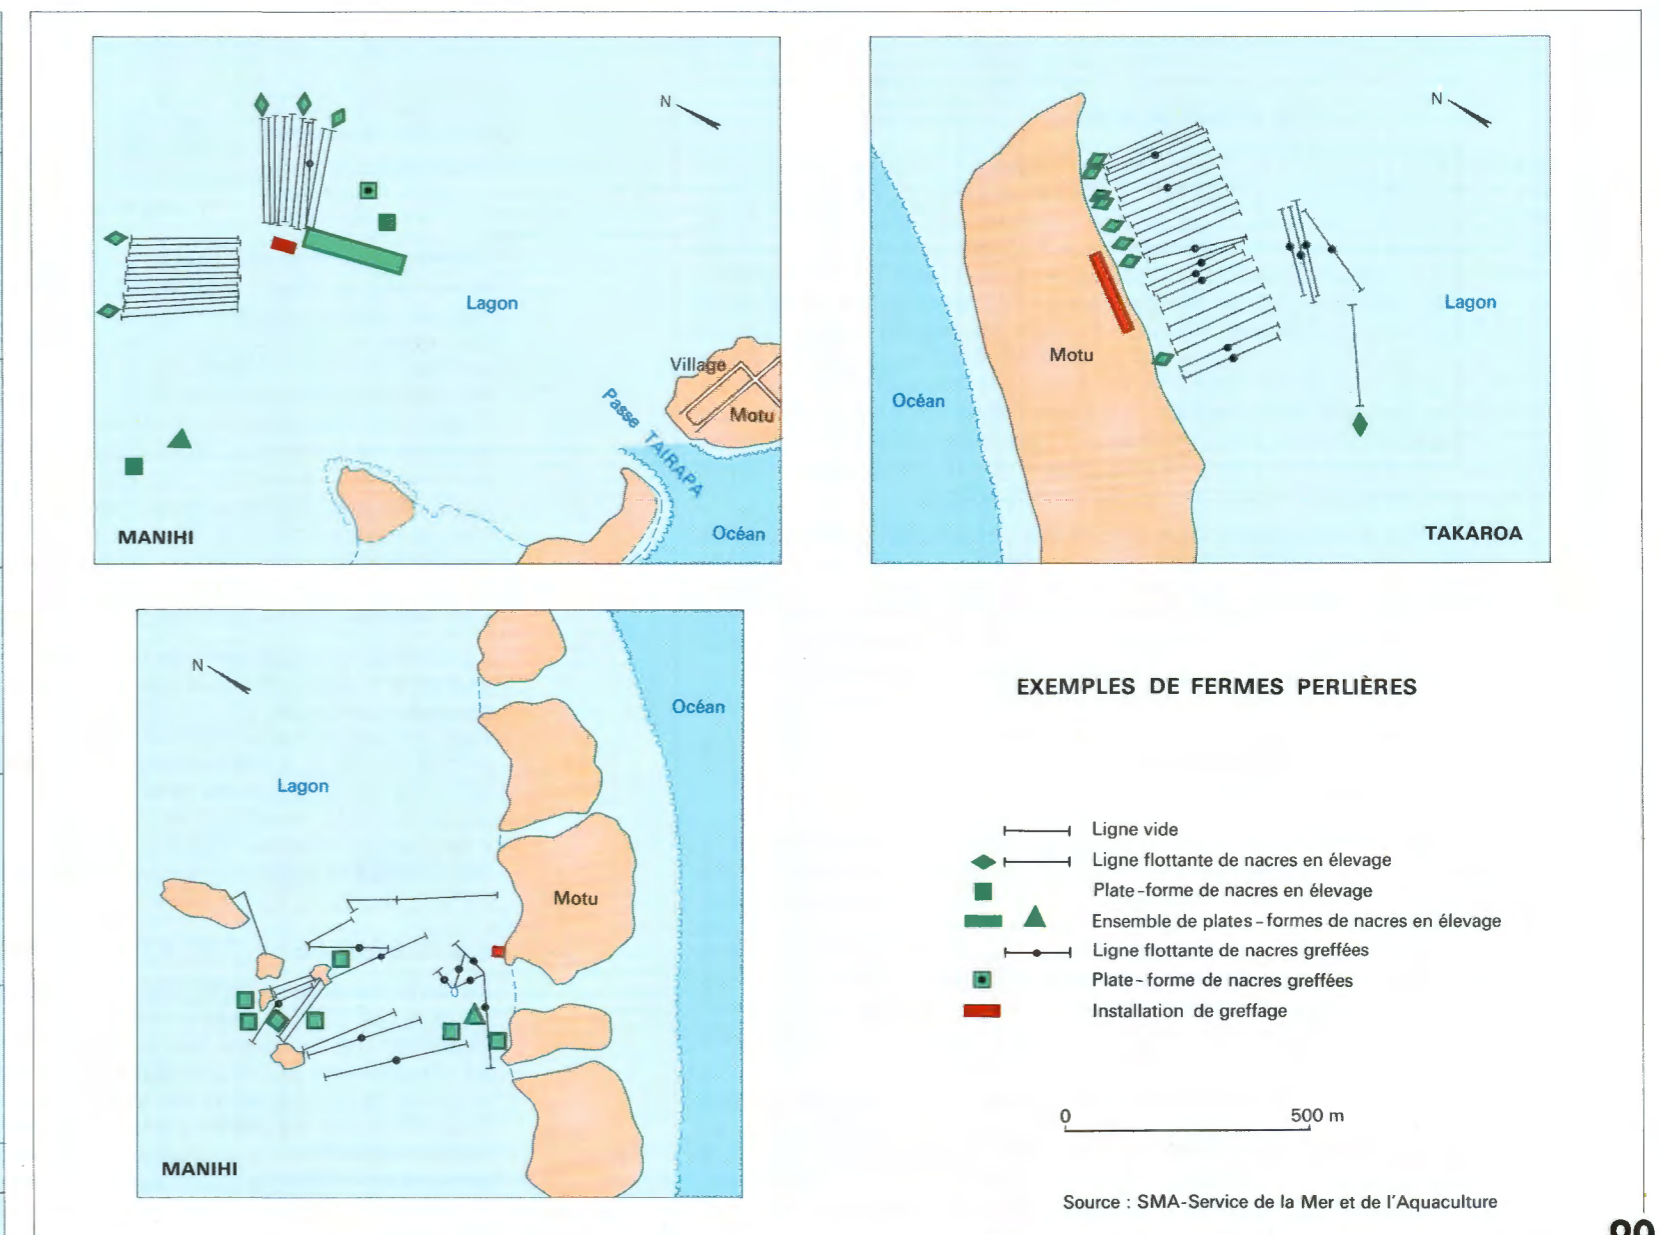 N
Lagon
Village
Motu
Passe TAIRAPA
Océan
MANIHI
N
Lagon
Motu
Océan
TAKAROA
N
Océan
Lagon
Motu
MANIHI
EXEMPLES DE FERMES PERLIÈRES
Ligne vide
Ligne flottante de nacres en élevage
Plate-forme de nacres en élevage
Ensemble de plates-formes de nacres en élevage
Ligne flottante de nacres greffées
Plate-forme de nacres greffées
Installation de greffage
0 500 m
Source : SMA-Service de la Mer et de l'Aquaculture